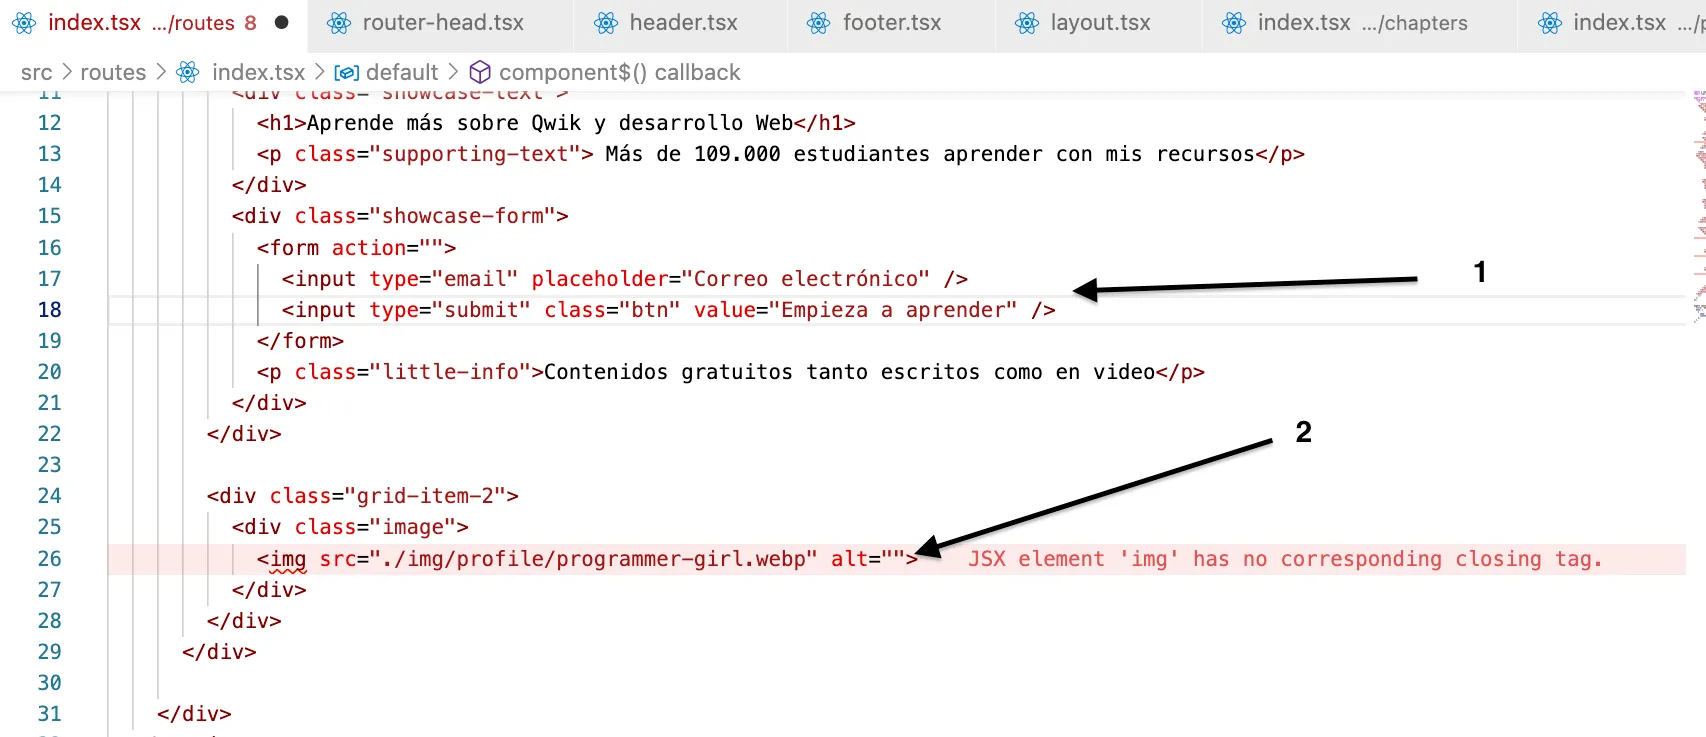 index.tsx .../routes 8 ● router-head.tsx header.tsx footer.tsx layout.tsx index.tsx .../chapters index.tsx
src > routes > index.tsx > default > component$() callback
11 <div class="showcase-text">
12 <h1>Aprende más sobre Qwik y desarrollo Web</h1>
13 <p class="supporting-text"> Más de 109.000 estudiantes aprender con mis recursos</p>
14 </div>
15 <div class="showcase-form">
16 <form action="">
17 <input type="email" placeholder="Correo electrónico" />
1
18 <input type="submit" class="btn" value="Empieza a aprender" />
19 </form>
20 <p class="little-info">Contenidos gratuitos tanto escritos como en video</p>
21 </div>
22 </div>
2
23
24 <div class="grid-item-2">
25 <div class="image">
26 <img src="./img/profile/programmer-girl.webp" alt=""> JSX element 'img' has no corresponding closing tag.
27 </div>
28 </div>
29 </div>
30
31 </div>